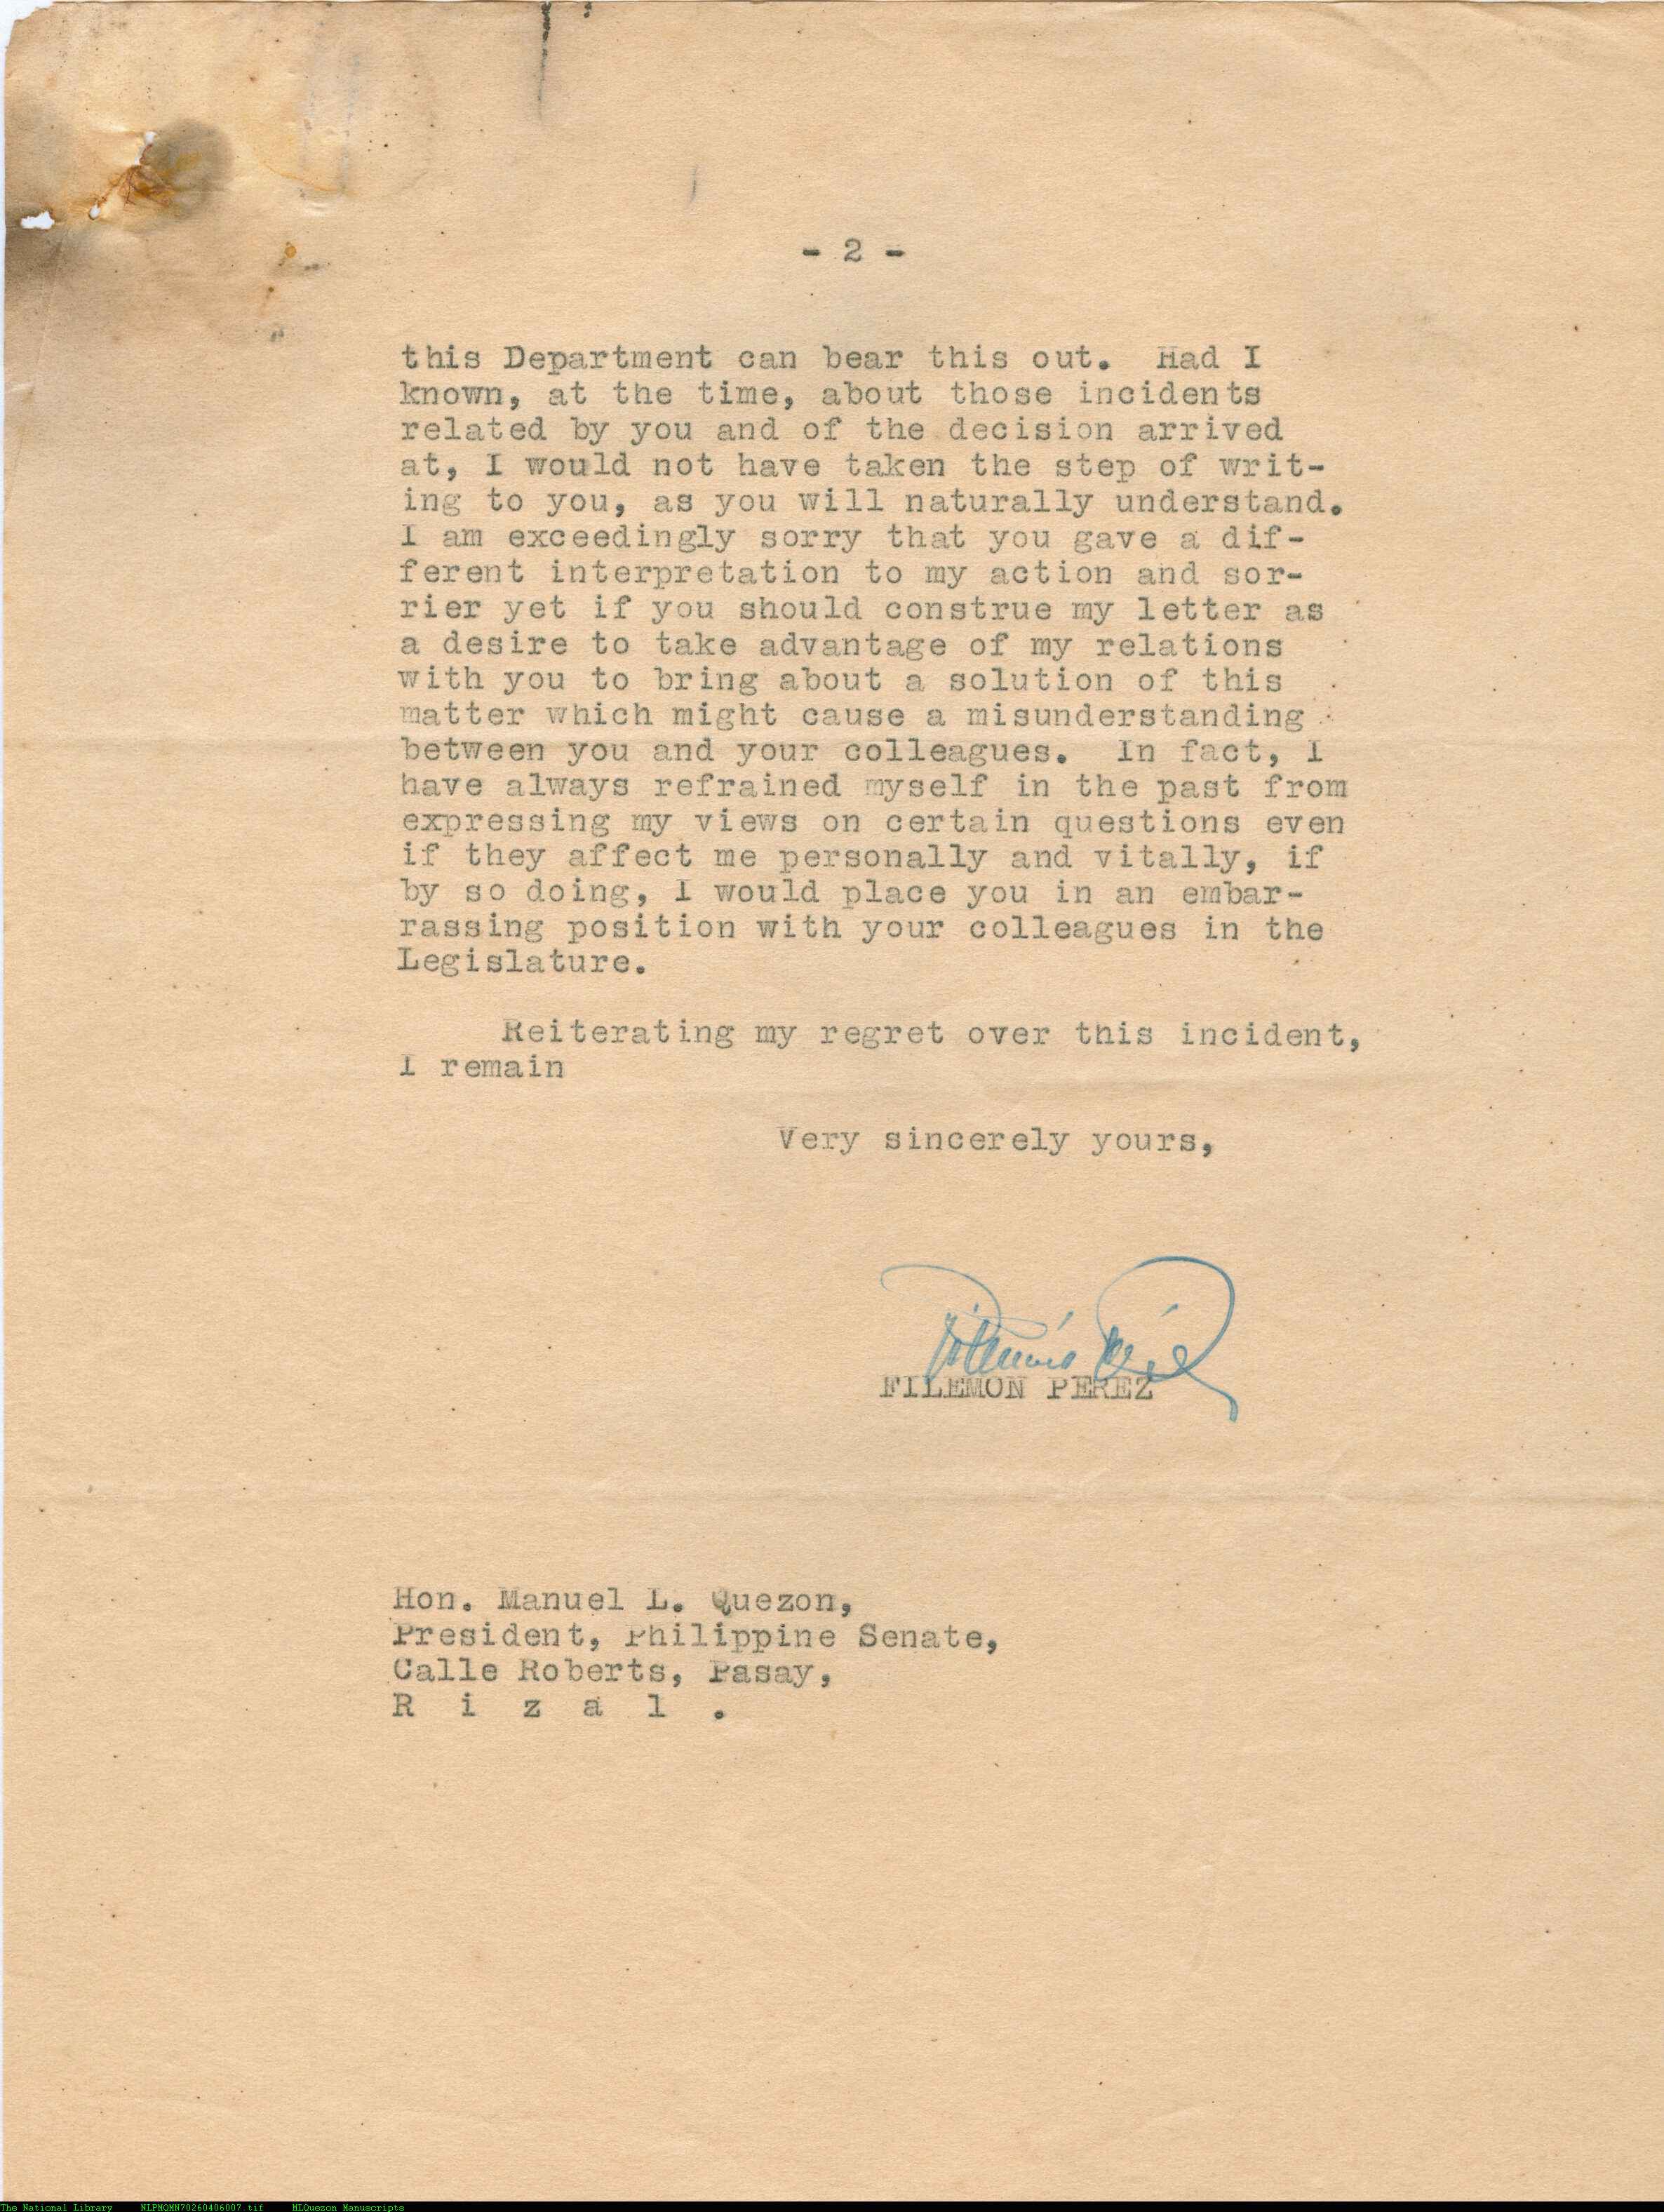 - 2 -
this Department can bear this out. Had I
known, at the time, about those incidents
related by you and of the decision arrived
at, I would not have taken the step of writ-
ing to you, as you will naturally understand.
I am exceedingly sorry that you gave a dif-
ferent interpretation to my action and sor-
rier yet if you should construe my letter as
a desire to take advantage of my relations
with you to bring about a solution of this
matter which might cause a misunderstanding
between you and your colleagues. In fact, I
have always refrained myself in the past from
expressing my views on certain questions even
if they affect me personally and vitally, if
by so doing, I would place you in an embar-
rassing position with your colleagues in the
Legislature.
Reiterating my regret over this incident,
I remain
Very sincerely yours,
Filemón Pérez
FILEMON PEREZ
Hon. Manuel L. Quezon,
President, Philippine Senate,
Calle Roberts, Pasay,
R i z a l .
The National Library NLPMQMN70260406007.tif MLQuezon Manuscripts